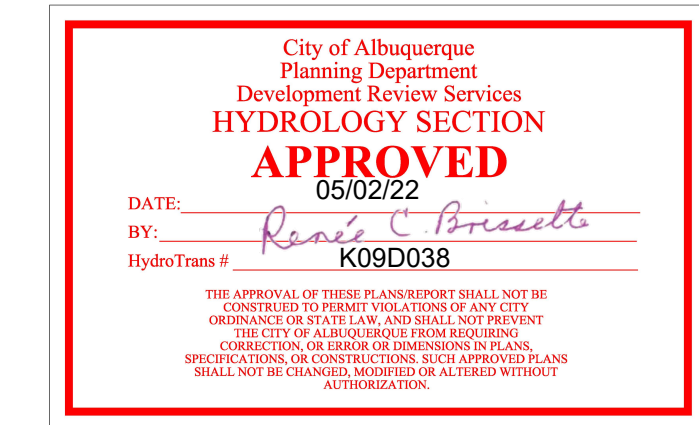 City of Albuquerque
Planning Department
Development Review Services
HYDROLOGY SECTION
APPROVED
DATE: 05/02/22
BY: Renée C. Brissette
HydroTrans # K09D038
THE APPROVAL OF THESE PLANS/REPORT SHALL NOT BE
CONSTRUED TO PERMIT VIOLATIONS OF ANY CITY
ORDINANCE OR STATE LAW, AND SHALL NOT PREVENT
THE CITY OF ALBUQUERQUE FROM REQUIRING
CORRECTION, OR ERROR OR DIMENSIONS IN PLANS,
SPECIFICATIONS, OR CONSTRUCTIONS. SUCH APPROVED PLANS
SHALL NOT BE CHANGED, MODIFIED OR ALTERED WITHOUT
AUTHORIZATION.